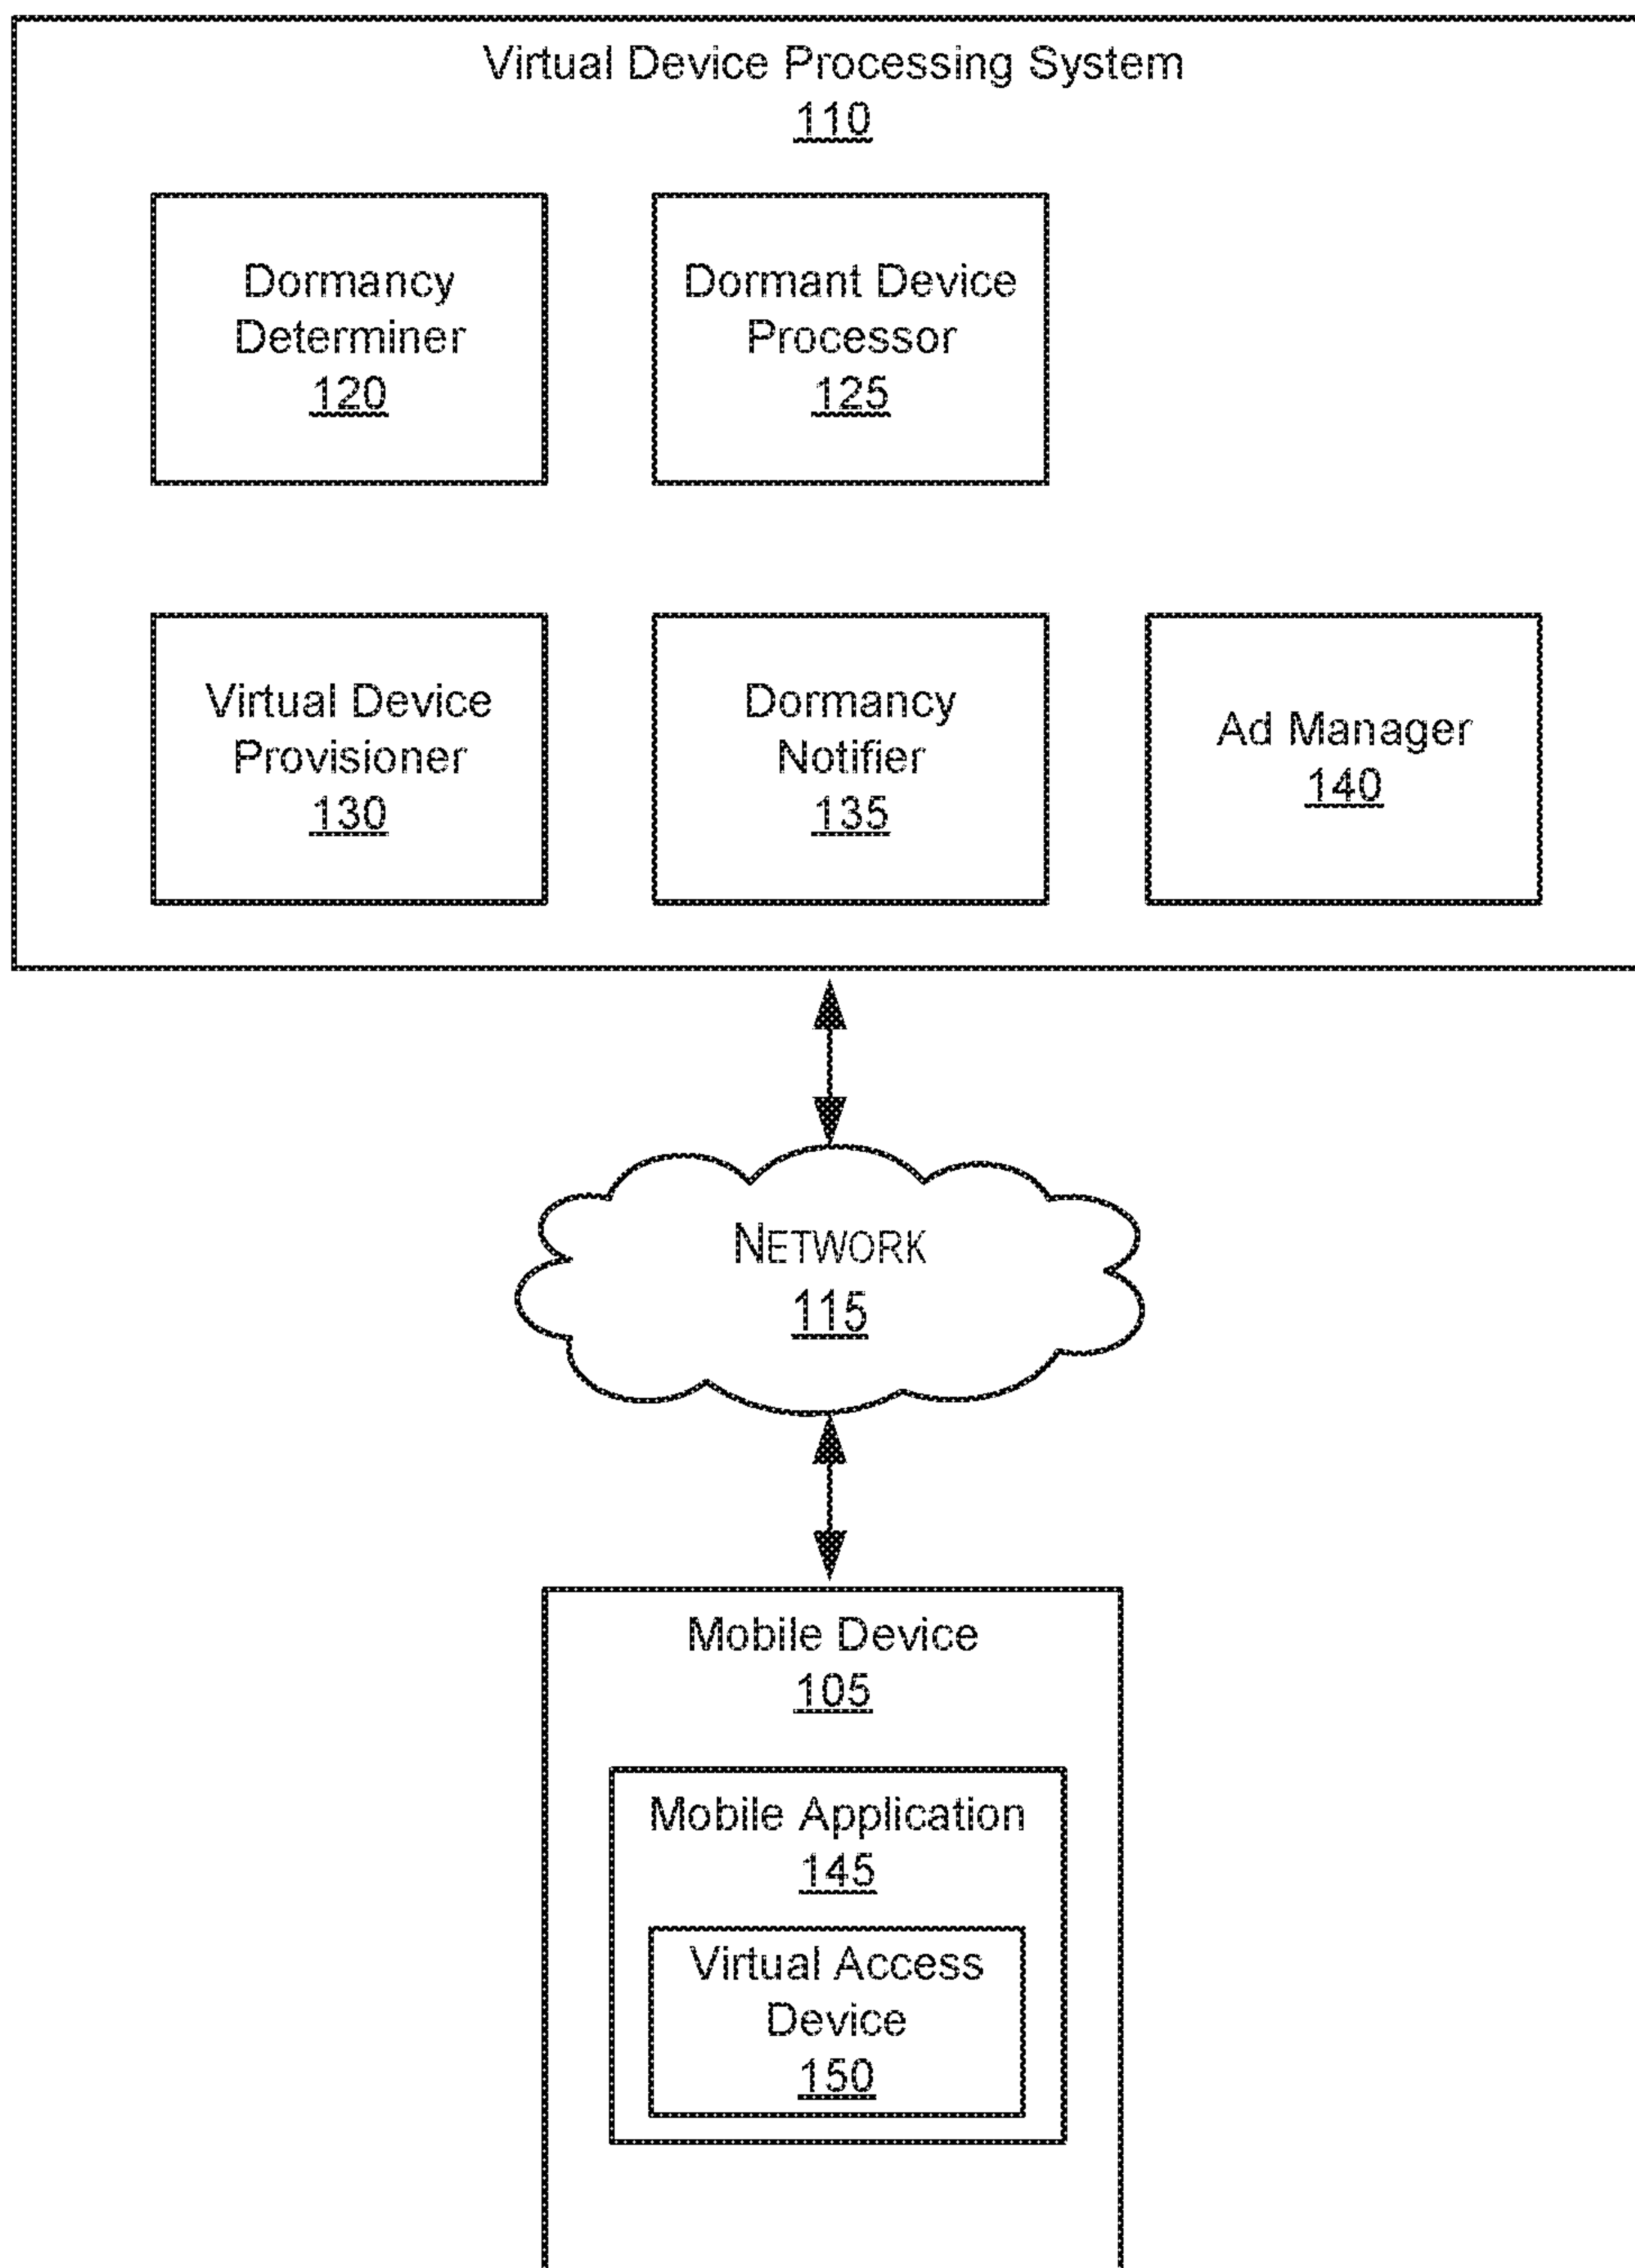 Virtual Device Processing System
110
Dormancy
Determiner
120
Dormant Device
Processor
125
Virtual Device
Provisioner
130
Dormancy
Notifier
135
Ad Manager
140
NETWORK
115
Mobile Device
105
Mobile Application
145
Virtual Access
Device
150